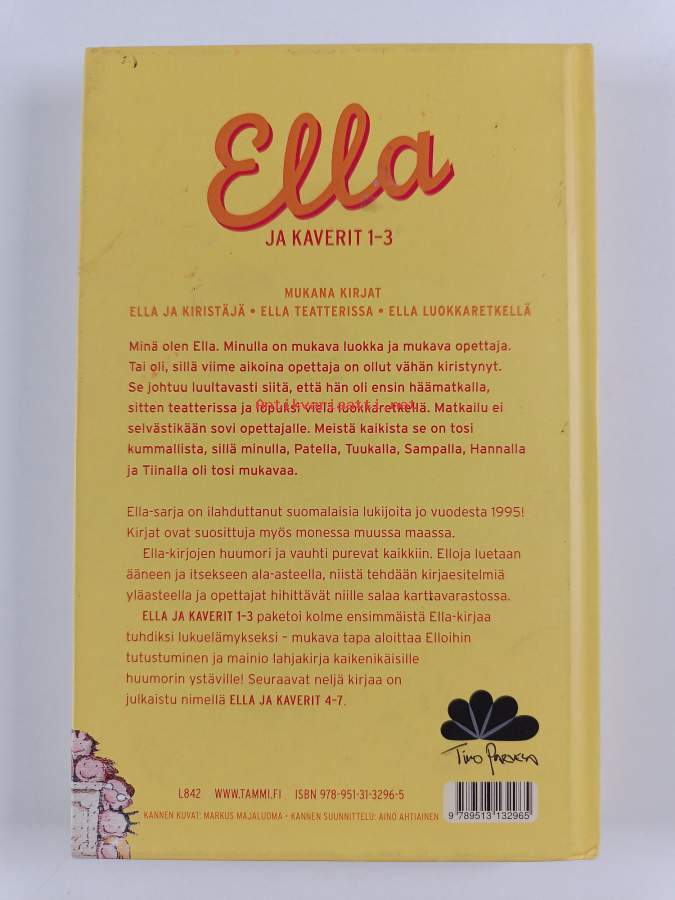 Ella
JA KAVERIT 1–3
MUKANA KIRJAT
ELLA JA KIRISTÄJÄ • ELLA TEATTERISSA • ELLA LUOKKARETKELLÄ
Minä olen Ella. Minulla on mukava luokka ja mukava opettaja.
Tai oli, sillä viime aikoina opettaja on ollut vähän kiristynyt.
Se johtuu luultavasti siitä, että hän oli ensin häämatkalla,
sitten teatterissa ja lopuksi vielä luokkaretkellä. Matkailu ei
Antikvariaatti.net
selvästikään sovi opettajalle. Meistä kaikista se on tosi
kummallista, sillä minulla, Patella, Tuukalla, Sampalla, Hannalla
ja Tiinalla oli tosi mukavaa.
Ella-sarja on ilahduttanut suomalaisia lukijoita jo vuodesta 1995!
Kirjat ovat suosittuja myös monessa muussa maassa.
Ella-kirjojen huumori ja vauhti purevat kaikkiin. Elloja luetaan
ääneen ja itsekseen ala-asteella, niistä tehdään kirjaesitelmiä
yläasteella ja opettajat hihittävät niille salaa karttavarastossa.
ELLA JA KAVERIT 1–3 paketoi kolme ensimmäistä Ella-kirjaa
tuhdiksi lukuelämykseksi – mukava tapa aloittaa Elloihin
tutustuminen ja mainio lahjakirja kaikenikäisille
huumorin ystäville! Seuraavat neljä kirjaa on
julkaistu nimellä ELLA JA KAVERIT 4–7.
Timo Parvela
L842 WWW.TAMMI.FI ISBN 978-951-31-3296-5
9 789513 132965
KANNEN KUVAT: MARKUS MAJALUOMA • KANNEN SUUNNITTELU: AINO AHTIAINEN